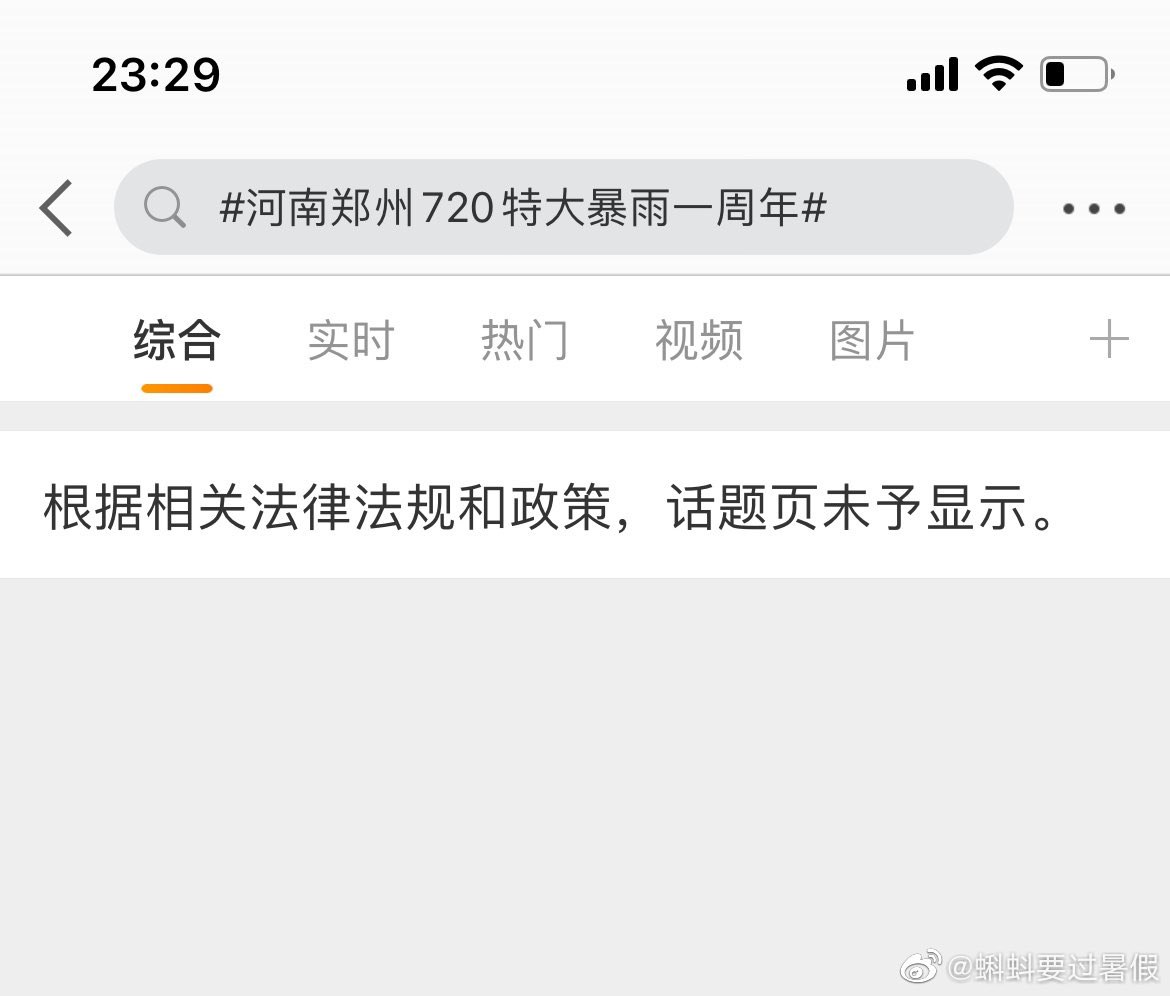 23:29
#河南郑州720特大暴雨一周年#
综合 实时 热门 视频 图片
根据相关法律法规和政策，话题页未予显示。
@蝌蚪要过暑假